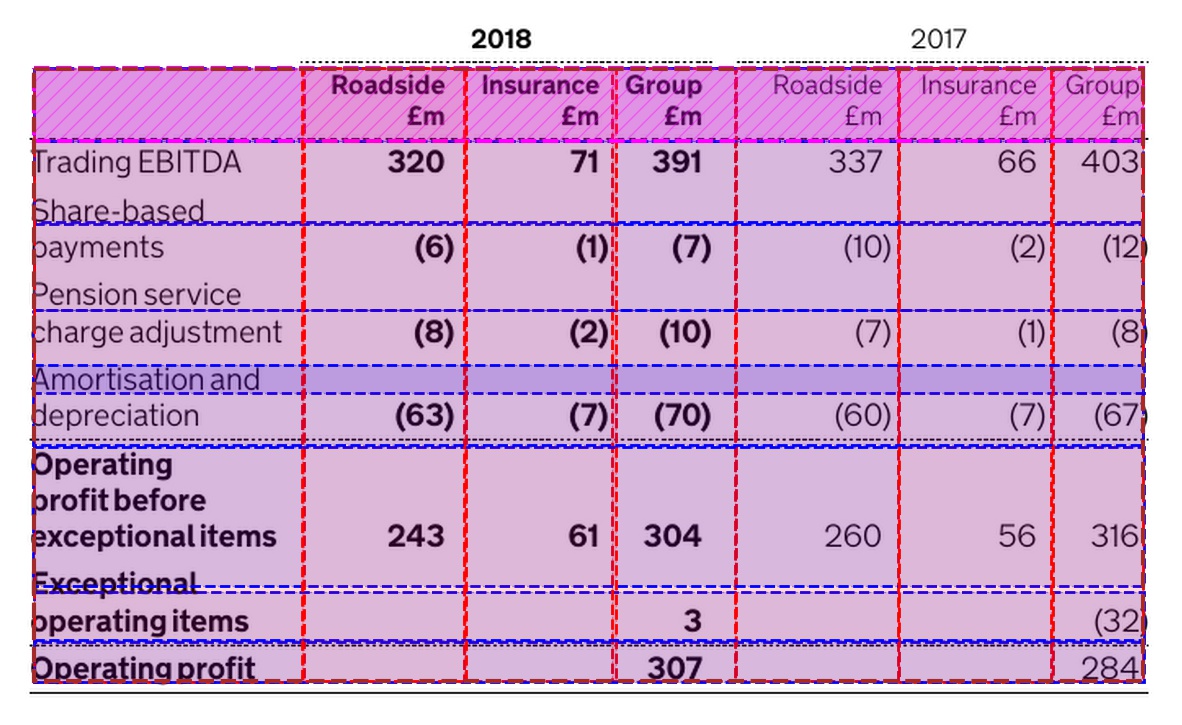 2018 2017
Roadside Insurance Group Roadside Insurance Group
£m £m £m £m £m £m
Trading EBITDA 320 71 391 337 66 403
Share-based
payments (6) (1) (7) (10) (2) (12)
Pension service
charge adjustment (8) (2) (10) (7) (1) (8)
Amortisation and
depreciation (63) (7) (70) (60) (7) (67)
Operating
profit before
exceptional items 243 61 304 260 56 316
Exceptional
operating items 3 (32)
Operating profit 307 284